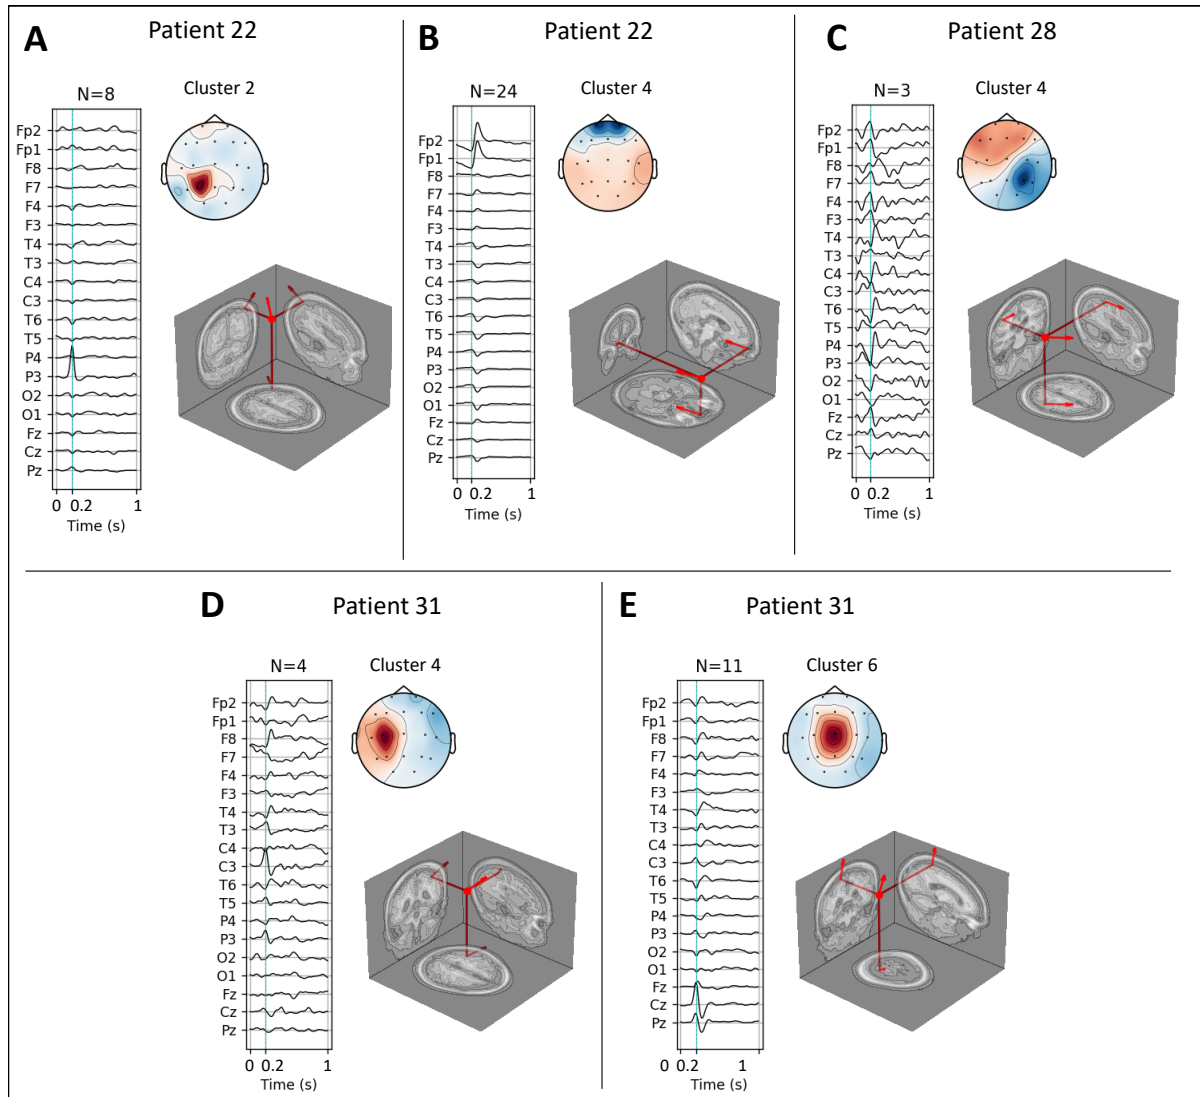 A
Patient 22
N=8
Cluster 2
Fp2
Fp1
F8
F7
F4
F3
T4
T3
C4
C3
T6
T5
P4
P3
O2
O1
Fz
Cz
Pz
0 0.2 1
Time (s)
B
Patient 22
N=24
Cluster 4
Fp2
Fp1
F8
F7
F4
F3
T4
T3
C4
C3
T6
T5
P4
P3
O2
O1
Fz
Cz
Pz
0 0.2 1
Time (s)
C
Patient 28
N=3
Cluster 4
Fp2
Fp1
F8
F7
F4
F3
T4
T3
C4
C3
T6
T5
P4
P3
O2
O1
Fz
Cz
Pz
0 0.2 1
Time (s)
D
Patient 31
N=4
Cluster 4
Fp2
Fp1
F8
F7
F4
F3
T4
T3
C4
C3
T6
T5
P4
P3
O2
O1
Fz
Cz
Pz
0 0.2 1
Time (s)
E
Patient 31
N=11
Cluster 6
Fp2
Fp1
F8
F7
F4
F3
T4
T3
C4
C3
T6
T5
P4
P3
O2
O1
Fz
Cz
Pz
0 0.2 1
Time (s)